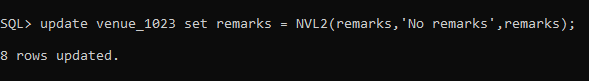 SQL> update venue_1023 set remarks = NVL2(remarks,'No remarks',remarks);
8 rows updated.